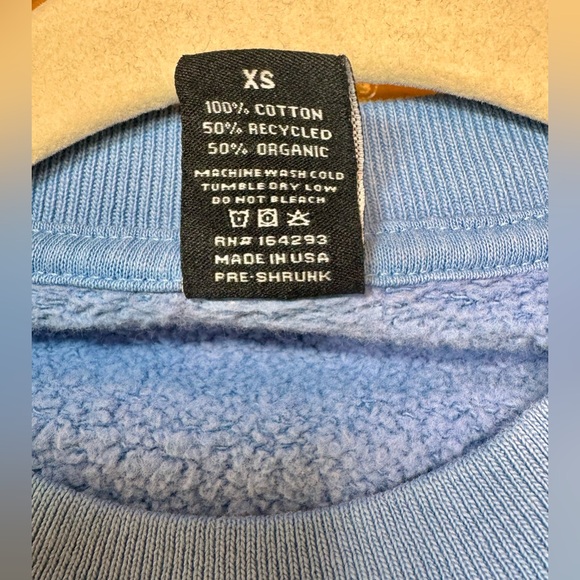 XS
100% COTTON
50% RECYCLED
50% ORGANIC
MACHINE WASH COLD
TUMBLE DRY LOW
DO NOT BLEACH
RN# 164293
MADE IN USA
PRE-SHRUNK